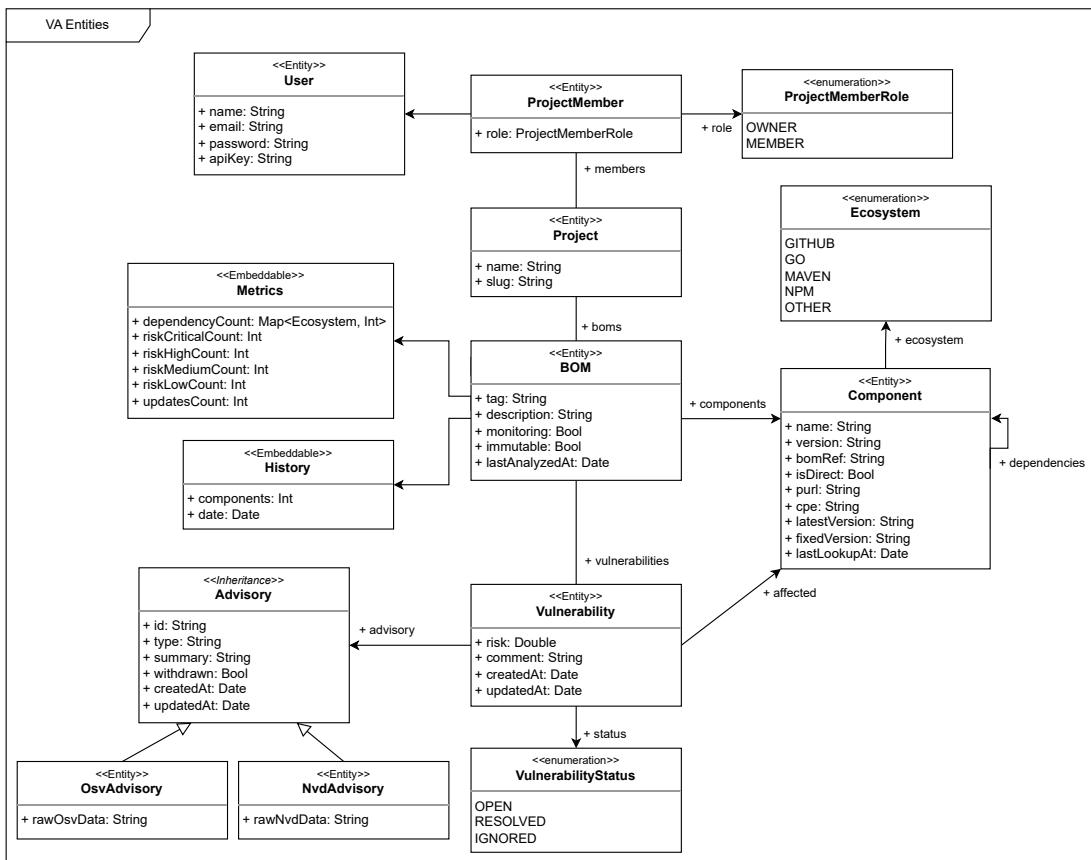 VA Entities
<<Entity>>
User
+ name: String
+ email: String
+ password: String
+ apiKey: String
<<Entity>>
ProjectMember
+ role: ProjectMemberRole
+ role
<<enumeration>>
ProjectMemberRole
OWNER
MEMBER
+ members
<<Entity>>
Project
+ name: String
+ slug: String
<<enumeration>>
Ecosystem
GITHUB
GO
MAVEN
NPM
OTHER
<<Embeddable>>
Metrics
+ dependencyCount: Map<Ecosystem, Int>
+ riskCriticalCount: Int
+ riskHighCount: Int
+ riskMediumCount: Int
+ riskLowCount: Int
+ updatesCount: Int
+ boms
+ ecosystem
<<Entity>>
BOM
+ tag: String
+ description: String
+ monitoring: Bool
+ immutable: Bool
+ lastAnalyzedAt: Date
+ components
<<Entity>>
Component
+ name: String
+ version: String
+ bomRef: String
+ isDirect: Bool
+ purl: String
+ cpe: String
+ latestVersion: String
+ fixedVersion: String
+ lastLookupAt: Date
+ dependencies
<<Embeddable>>
History
+ components: Int
+ date: Date
+ vulnerabilities
+ affected
<<Inheritance>>
Advisory
+ id: String
+ type: String
+ summary: String
+ withdrawn: Bool
+ createdAt: Date
+ updatedAt: Date
+ advisory
<<Entity>>
Vulnerability
+ risk: Double
+ comment: String
+ createdAt: Date
+ updatedAt: Date
+ status
<<Entity>>
OsvAdvisory
+ rawOsvData: String
<<Entity>>
NvdAdvisory
+ rawNvdData: String
<<enumeration>>
VulnerabilityStatus
OPEN
RESOLVED
IGNORED